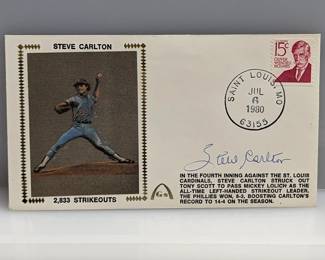 STEVE CARLTON
15c
SAINT LOUIS, MO
JUL
6
1980
63155
Steve Carlton
2,833 STRIKEOUTS
IN THE FOURTH INNING AGAINST THE ST. LOUIS
CARDINALS, STEVE CARLTON STRUCK OUT
TONY SCOTT TO PASS MICKEY LOLICH AS THE
ALL-TIME LEFT-HANDED STRIKEOUT LEADER.
THE PHILLIES WON, 8-3, BOOSTING CARLTON'S
RECORD TO 14-4 ON THE SEASON.